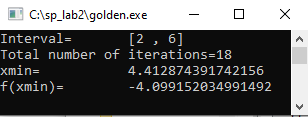 C:\sp_lab2\golden.exe
Interval= [2 , 6]
Total number of iterations=18
xmin= 4.412874391742156
f(xmin)= -4.099152034991492